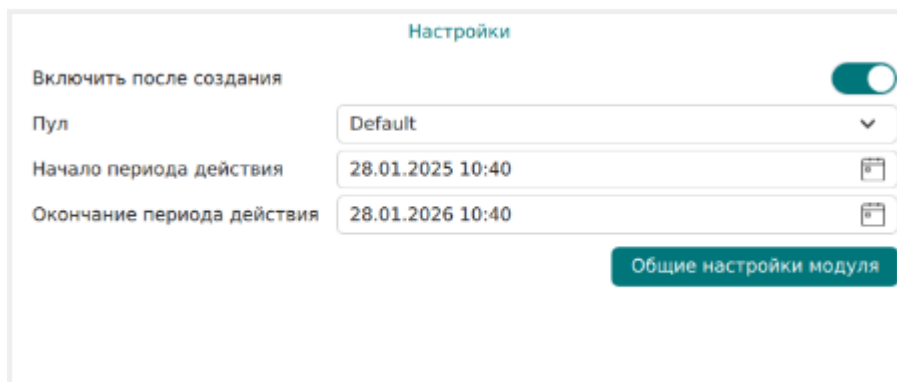 Настройки
Включить после создания
Пул Default
Начало периода действия 28.01.2025 10:40
Окончание периода действия 28.01.2026 10:40
Общие настройки модуля